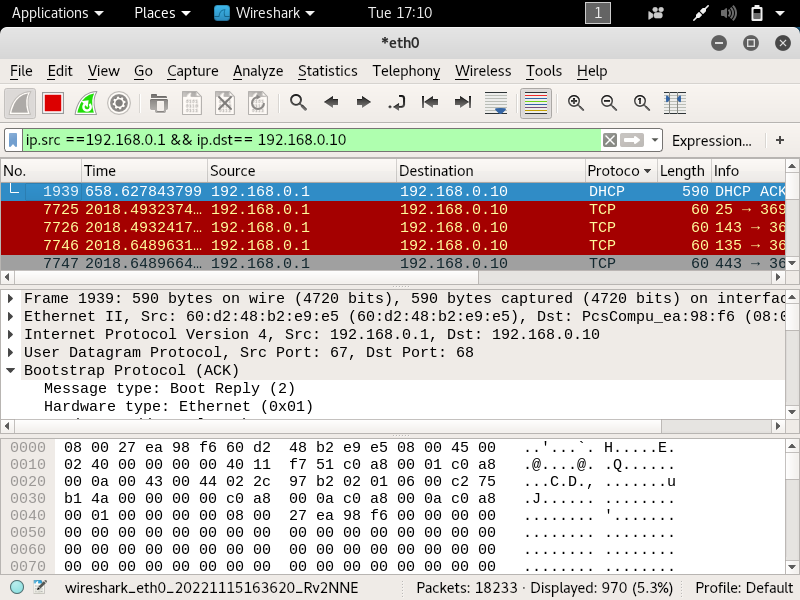 Applications Places Wireshark Tue 17:10 1
*eth0
File Edit View Go Capture Analyze Statistics Telephony Wireless Tools Help
ip.src ==192.168.0.1 && ip.dst== 192.168.0.10 Expression... +
No. Time Source Destination Protoco Length Info
1939 658.627843799 192.168.0.1 192.168.0.10 DHCP 590 DHCP ACK
7725 2018.4932374… 192.168.0.1 192.168.0.10 TCP 60 25 → 369
7726 2018.4932417… 192.168.0.1 192.168.0.10 TCP 60 143 → 36
7746 2018.6489631… 192.168.0.1 192.168.0.10 TCP 60 135 → 36
7747 2018.6489664… 192.168.0.1 192.168.0.10 TCP 60 443 → 36
Frame 1939: 590 bytes on wire (4720 bits), 590 bytes captured (4720 bits) on interfac
Ethernet II, Src: 60:d2:48:b2:e9:e5 (60:d2:48:b2:e9:e5), Dst: PcsCompu_ea:98:f6 (08:0
Internet Protocol Version 4, Src: 192.168.0.1, Dst: 192.168.0.10
User Datagram Protocol, Src Port: 67, Dst Port: 68
Bootstrap Protocol (ACK)
Message type: Boot Reply (2)
Hardware type: Ethernet (0x01)
0000 08 00 27 ea 98 f6 60 d2 48 b2 e9 e5 08 00 45 00 ..'...`. H.....E.
0010 02 40 00 00 00 00 40 11 f7 51 c0 a8 00 01 c0 a8 .@....@. .Q......
0020 00 0a 00 43 00 44 02 2c 97 b2 02 01 06 00 c2 75 ...C.D., .......u
0030 b1 4a 00 00 00 00 c0 a8 00 0a c0 a8 00 0a c0 a8 .J...... ........
0040 00 01 00 00 00 00 08 00 27 ea 98 f6 00 00 00 00 ........ '.......
0050 00 00 00 00 00 00 00 00 00 00 00 00 00 00 00 00 ........ ........
0060 00 00 00 00 00 00 00 00 00 00 00 00 00 00 00 00 ........ ........
0070 00 00 00 00 00 00 00 00 00 00 00 00 00 00 00 00 ........ ........
wireshark_eth0_20221115163620_Rv2NNE Packets: 18233 · Displayed: 970 (5.3%) Profile: Default